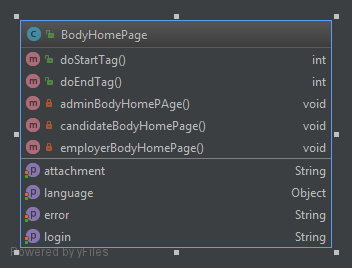 C BodyHomePage
m doStartTag() int
m doEndTag() int
m adminBodyHomePAge() void
m candidateBodyHomePage() void
m employerBodyHomePage() void
p attachment String
p language Object
p error String
p login String
Powered by yFiles